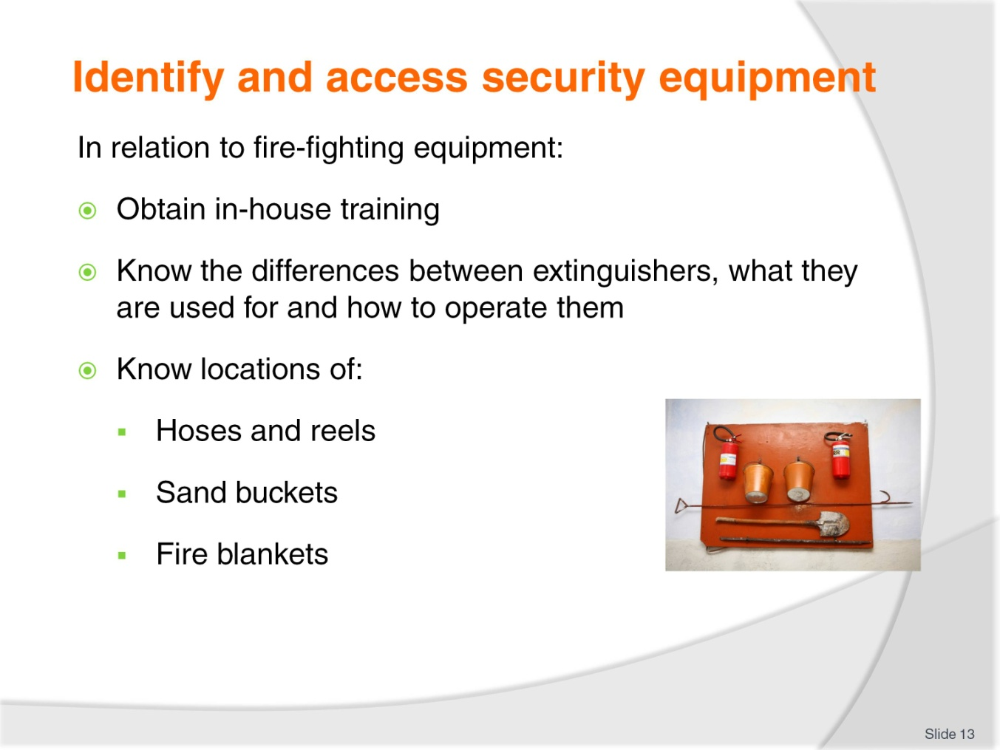 Identify and access security equipment
In relation to fire-fighting equipment:
Obtain in-house training
Know the differences between extinguishers, what they
are used for and how to operate them
Know locations of:
Hoses and reels
Sand buckets
Fire blankets
Slide 13